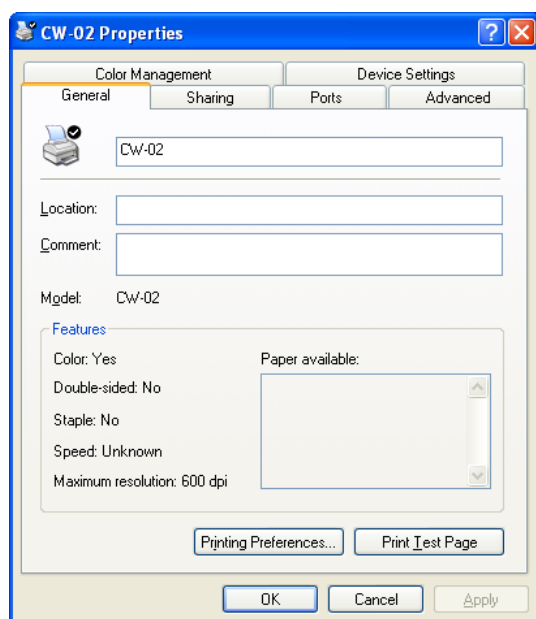 CW-02 Properties
Color Management Device Settings
General Sharing Ports Advanced
CW-02
Location:
Comment:
Model: CW-02
Features
Color: Yes Paper available:
Double-sided: No
Staple: No
Speed: Unknown
Maximum resolution: 600 dpi
Printing Preferences... Print Test Page
OK Cancel Apply